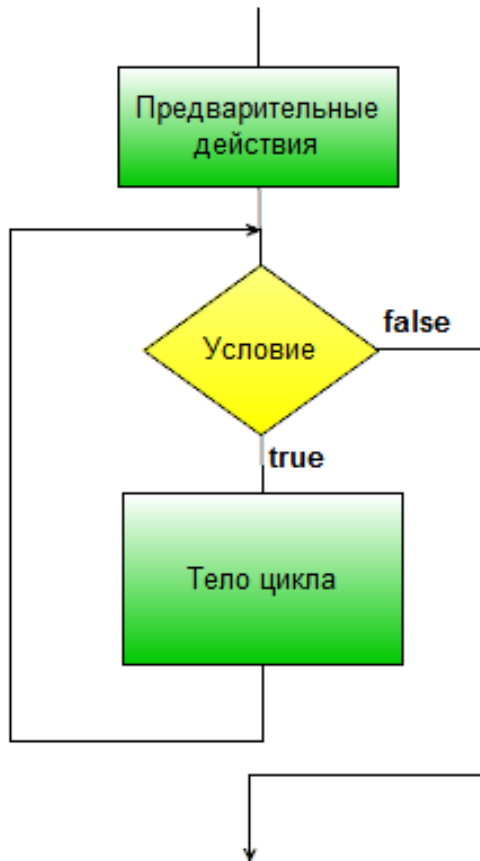 Предварительные
действия
Условие
false
true
Тело цикла